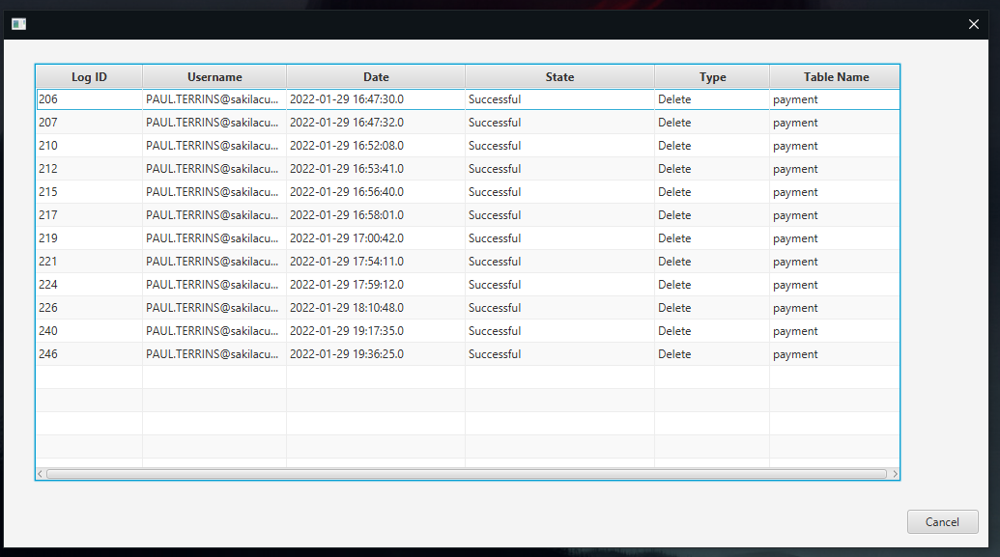 Log ID Username Date State Type Table Name
206 PAUL.TERRINS@sakilacu... 2022-01-29 16:47:30.0 Successful Delete payment
207 PAUL.TERRINS@sakilacu... 2022-01-29 16:47:32.0 Successful Delete payment
210 PAUL.TERRINS@sakilacu... 2022-01-29 16:52:08.0 Successful Delete payment
212 PAUL.TERRINS@sakilacu... 2022-01-29 16:53:41.0 Successful Delete payment
215 PAUL.TERRINS@sakilacu... 2022-01-29 16:56:40.0 Successful Delete payment
217 PAUL.TERRINS@sakilacu... 2022-01-29 16:58:01.0 Successful Delete payment
219 PAUL.TERRINS@sakilacu... 2022-01-29 17:00:42.0 Successful Delete payment
221 PAUL.TERRINS@sakilacu... 2022-01-29 17:54:11.0 Successful Delete payment
224 PAUL.TERRINS@sakilacu... 2022-01-29 17:59:12.0 Successful Delete payment
226 PAUL.TERRINS@sakilacu... 2022-01-29 18:10:48.0 Successful Delete payment
240 PAUL.TERRINS@sakilacu... 2022-01-29 19:17:35.0 Successful Delete payment
246 PAUL.TERRINS@sakilacu... 2022-01-29 19:36:25.0 Successful Delete payment
Cancel